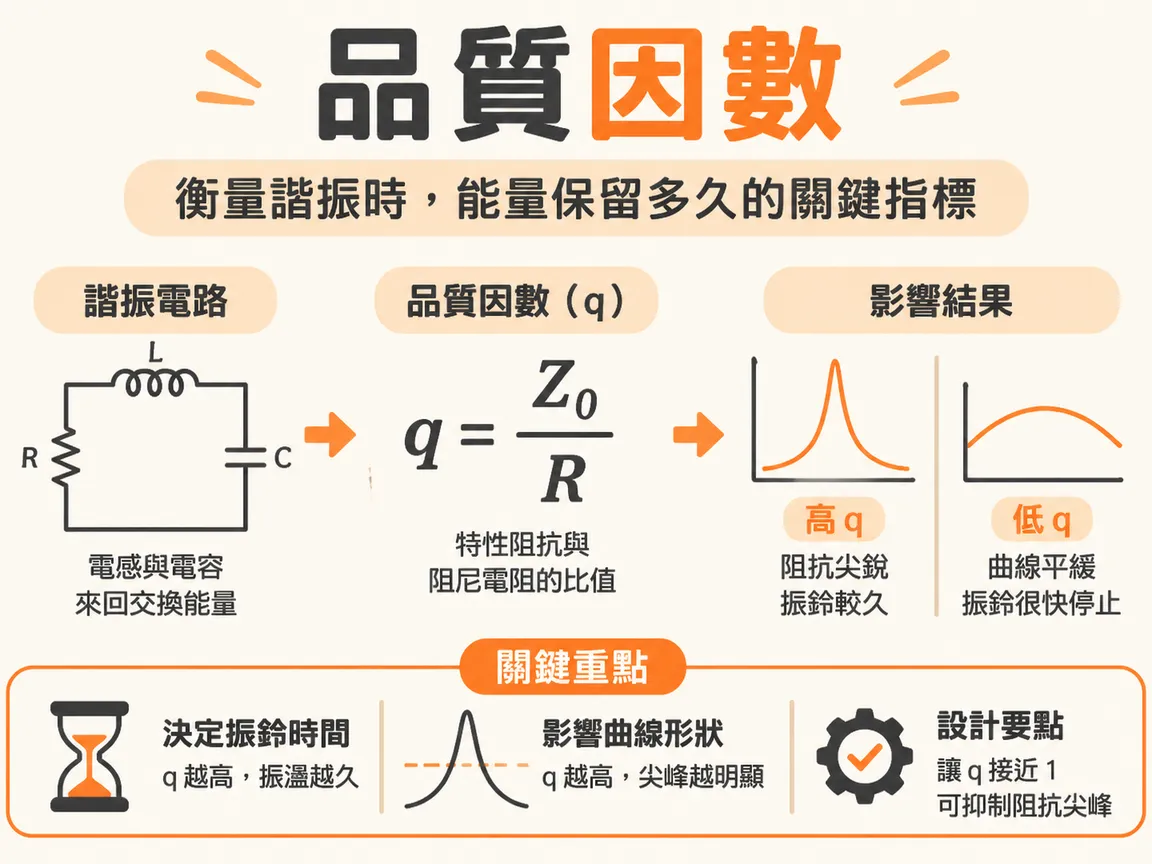 品質因數
衡量諧振時，能量保留多久的關鍵指標
諧振電路
L
R
C
電感與電容
來回交換能量
品質因數（q）
q = Z₀ / R
特性阻抗與
阻尼電阻的比值
影響結果
高 q
阻抗尖銳
振鈴較久
低 q
曲線平緩
振鈴很快停止
關鍵重點
決定振鈴時間
q 越高，振盪越久
影響曲線形狀
q 越高，尖峰越明顯
設計要點
讓 q 接近 1
可抑制阻抗尖峰